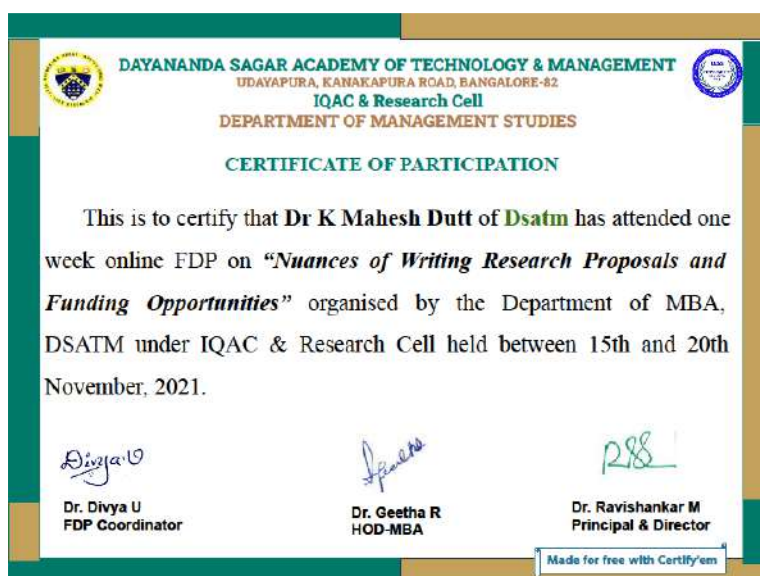 DAYANANDA SAGAR ACADEMY OF TECHNOLOGY & MANAGEMENT
UDAYAPURA, KANAKAPURA ROAD, BANGALORE-82
IQAC & Research Cell
DEPARTMENT OF MANAGEMENT STUDIES
CERTIFICATE OF PARTICIPATION
This is to certify that Dr K Mahesh Dutt of Dsatm has attended one
week online FDP on “Nuances of Writing Research Proposals and
Funding Opportunities” organised by the Department of MBA,
DSATM under IQAC & Research Cell held between 15th and 20th
November, 2021.
Divya.U
Dr. Divya U
FDP Coordinator
Dr. Geetha R
HOD-MBA
Dr. Ravishankar M
Principal & Director
Made for free with Certify'em